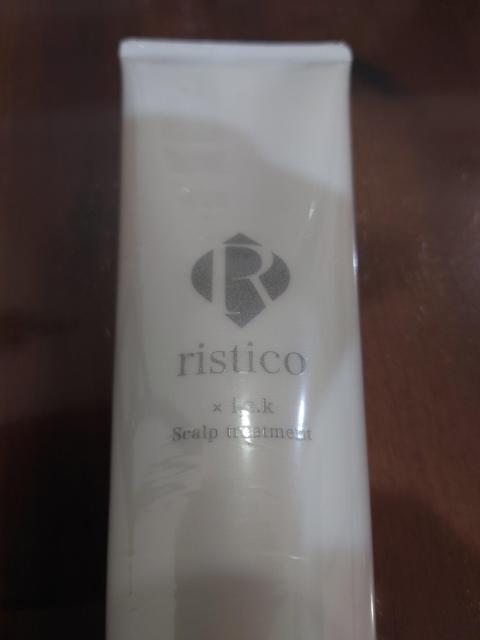 R
ristico
Scalp treatment